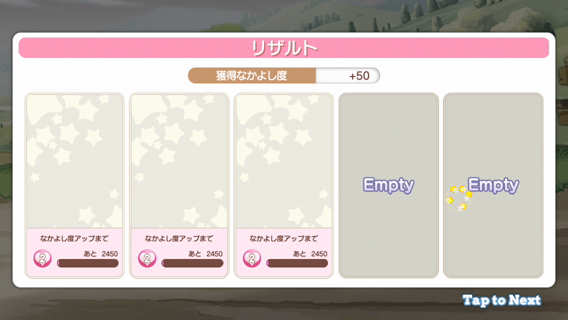 リザルト
獲得なかよし度 +50
なかよし度アップまで
あと 2450
2
なかよし度アップまで
あと 2450
2
なかよし度アップまで
あと 2450
2
Empty
Empty
Tap to Next